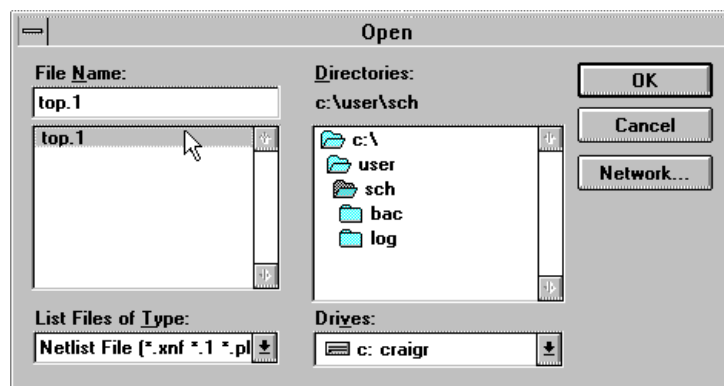 Open
File Name:
top.1
top.1
List Files of Type:
Netlist File (*.xnf *.1 *.pl
Directories:
c:\user\sch
c:\
user
sch
bac
log
Drives:
c: craigr
OK
Cancel
Network...